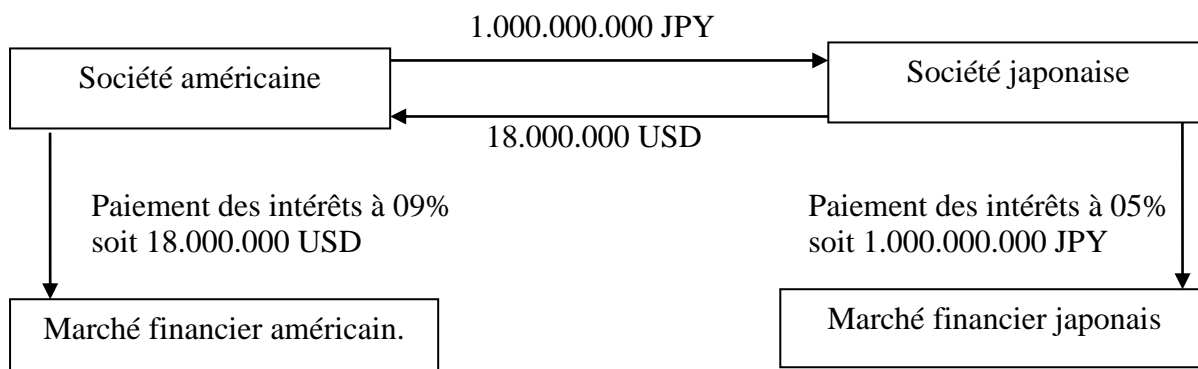 1.000.000.000 JPY
Société américaine
Société japonaise
18.000.000 USD
Paiement des intérêts à 09%
soit 18.000.000 USD
Paiement des intérêts à 05%
soit 1.000.000.000 JPY
Marché financier américain.
Marché financier japonais